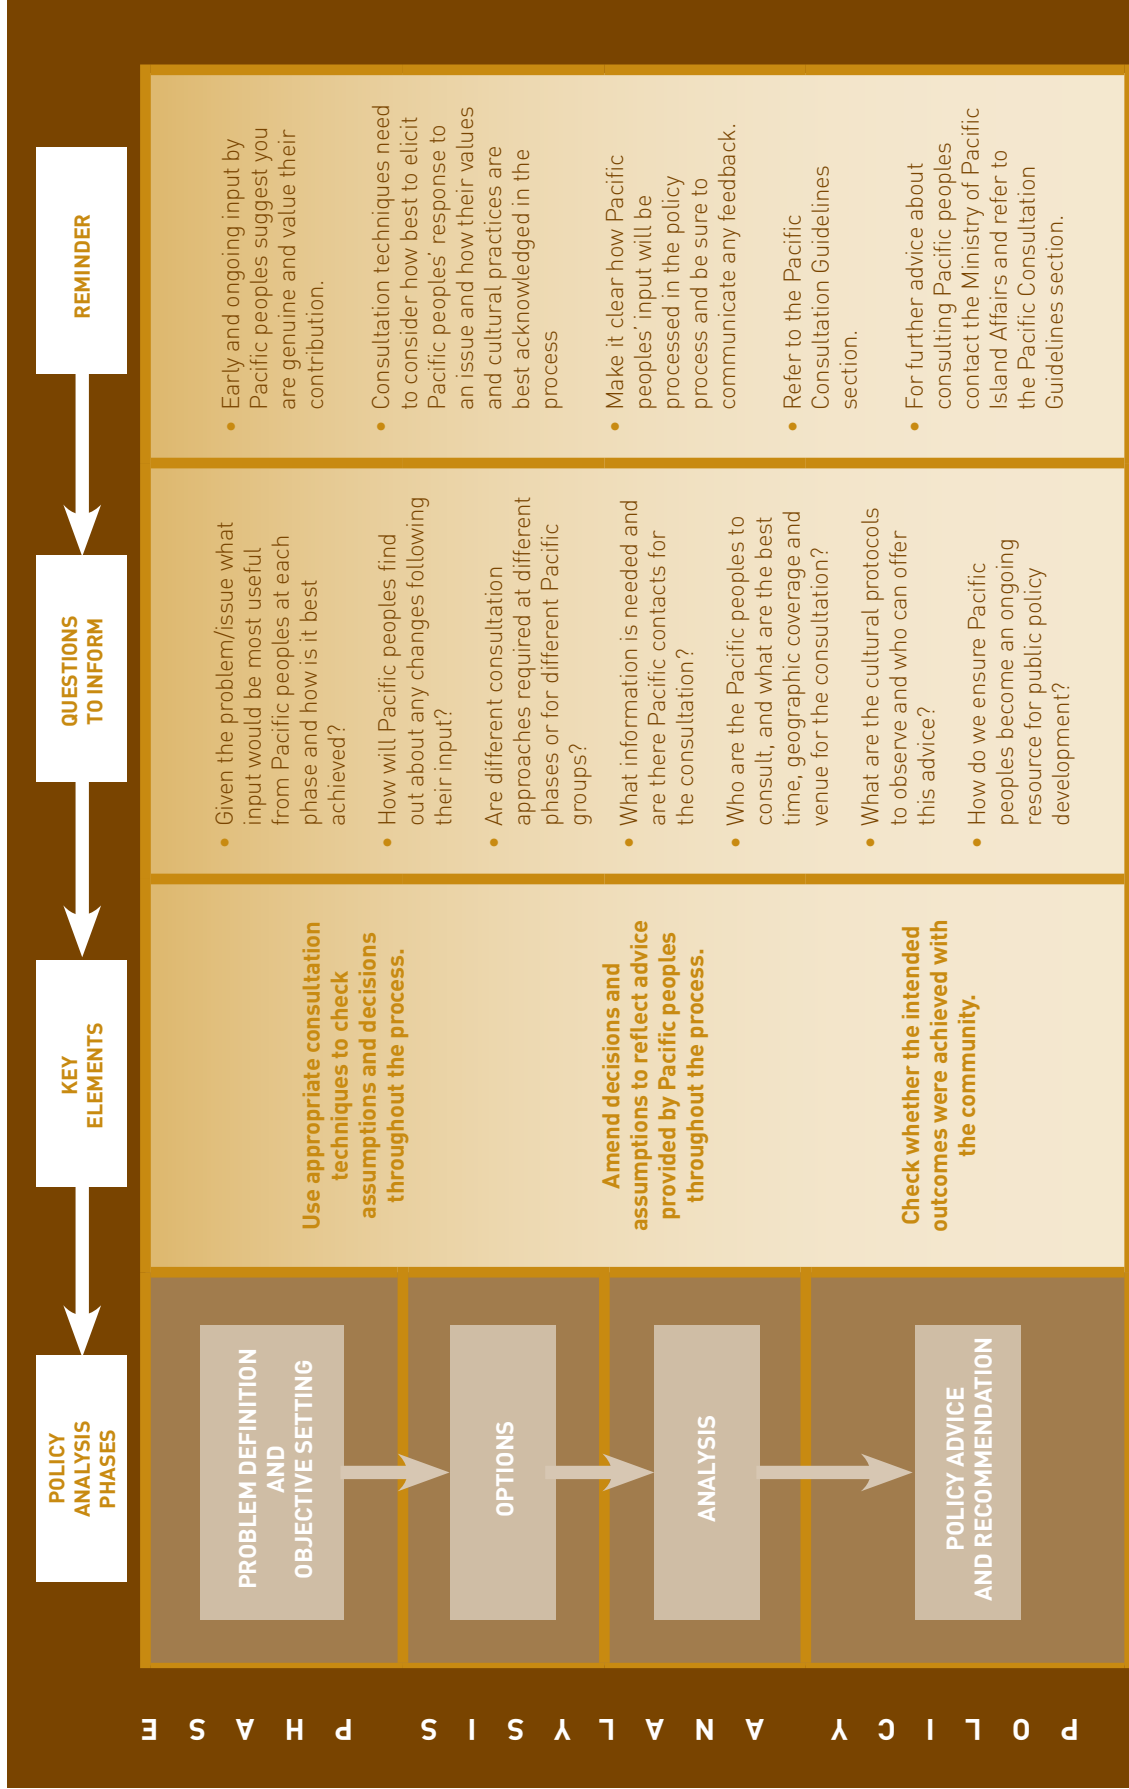 POLICY
ANALYSIS
PHASES
KEY
ELEMENTS
QUESTIONS
TO INFORM
REMINDER
PROBLEM DEFINITION
AND
OBJECTIVE SETTING
OPTIONS
ANALYSIS
POLICY ADVICE
AND RECOMMENDATION
Use appropriate consultation
techniques to check
assumptions and decisions
throughout the process.
Amend decisions and
assumptions to reflect advice
provided by Pacific peoples
throughout the process.
Check whether the intended
outcomes were achieved with
the community.
• Given the problem/issue what
input would be most useful
from Pacific peoples at each
phase and how is it best
achieved?
• How will Pacific peoples find
out about any changes following
their input?
• Are different consultation
approaches required at different
phases or for different Pacific
groups?
• What information is needed and
are there Pacific contacts for
the consultation?
• Who are the Pacific peoples to
consult, and what are the best
time, geographic coverage and
venue for the consultation?
• What are the cultural protocols
to observe and who can offer
this advice?
• How do we ensure Pacific
peoples become an ongoing
resource for public policy
development?
• Early and ongoing input by
Pacific peoples suggest you
are genuine and value their
contribution.
• Consultation techniques need
to consider how best to elicit
Pacific peoples' response to
an issue and how their values
and cultural practices are
best acknowledged in the
process
• Make it clear how Pacific
peoples' input will be
processed in the policy
process and be sure to
communicate any feedback.
• Refer to the Pacific
Consultation Guidelines
section.
• For further advice about
consulting Pacific peoples
contact the Ministry of Pacific
Island Affairs and refer to
the Pacific Consultation
Guidelines section.
POLICY ANALYSIS PHASE